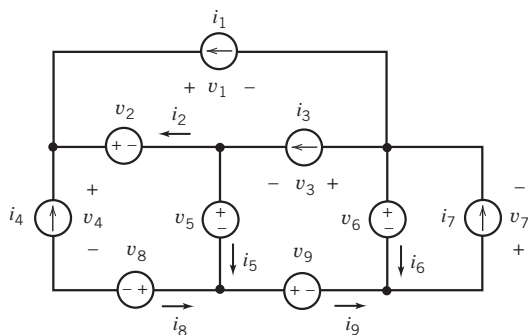 i1
+ v1 −
v2
i2
i3
+ −
− v3 +
i4
+
v4
−
v5
+
−
i5
v6
+
−
i6
i7
−
v7
+
v8
− +
i8
v9
+ −
i9